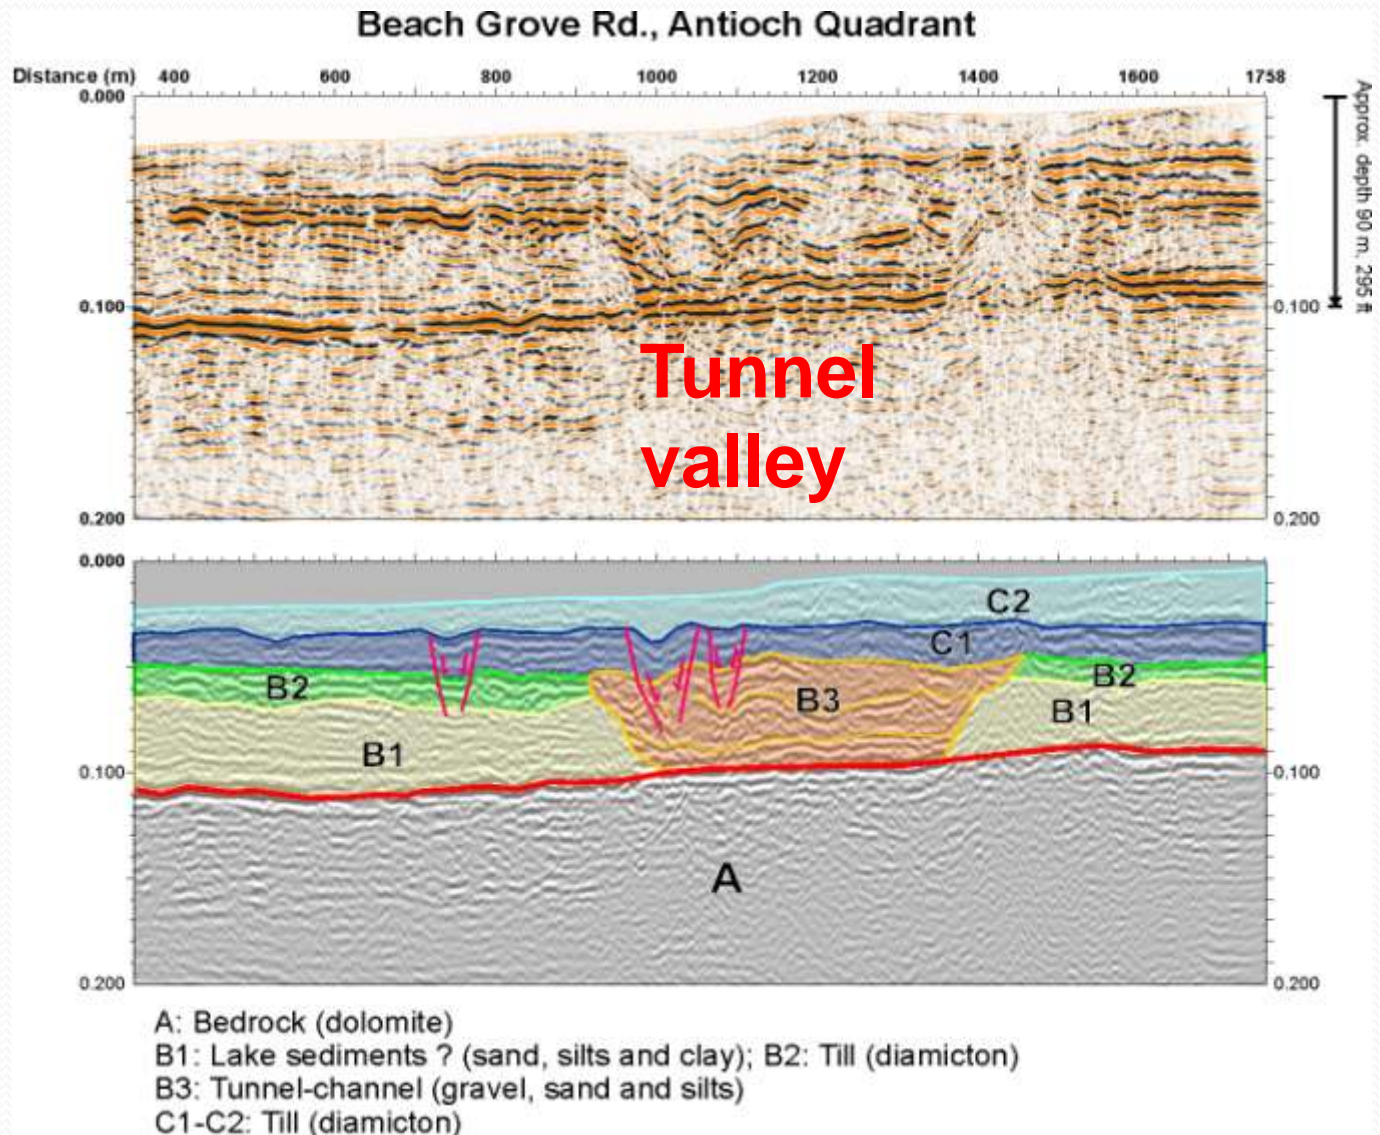 Beach Grove Rd., Antioch Quadrant
Distance (m) 400 600 800 1000 1200 1400 1600 1758
0.000
Approx. depth 90 m, 295 ft
0.100 0.100
Tunnel
valley
0.200 0.200
0.000
C2
C1
B2 B2
B3 B1
B1
0.100 0.100
A
0.200 0.200
A: Bedrock (dolomite)
B1: Lake sediments ? (sand, silts and clay); B2: Till (diamicton)
B3: Tunnel-channel (gravel, sand and silts)
C1-C2: Till (diamicton)